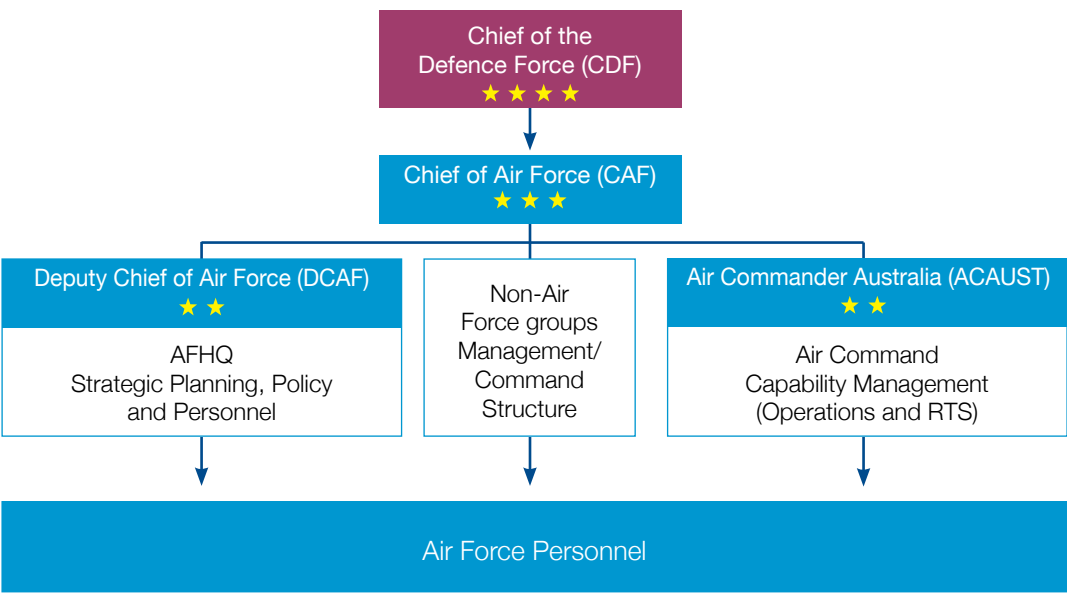 Chief of the
Defence Force (CDF)
Chief of Air Force (CAF)
Deputy Chief of Air Force (DCAF)
AFHQ
Strategic Planning, Policy
and Personnel
Non-Air
Force groups
Management/
Command
Structure
Air Commander Australia (ACAUST)
Air Command
Capability Management
(Operations and RTS)
Air Force Personnel